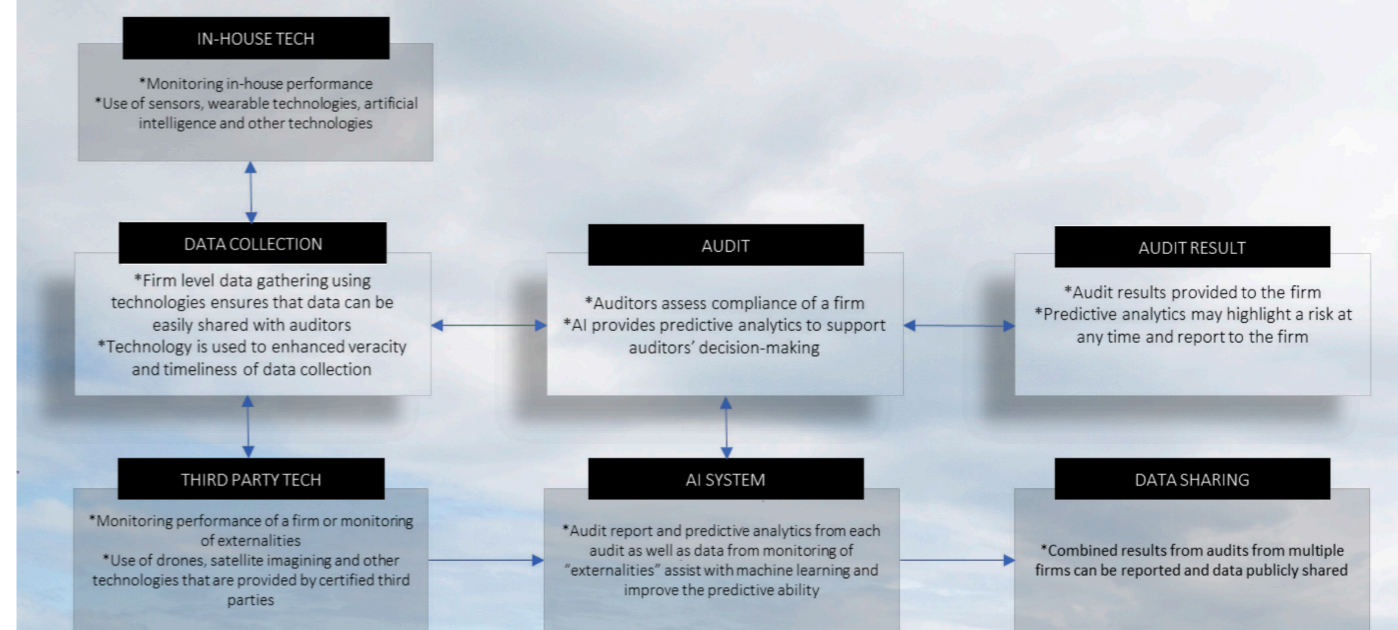 IN-HOUSE TECH
*Monitoring in-house performance
*Use of sensors, wearable technologies, artificial
intelligence and other technologies
DATA COLLECTION
*Firm level data gathering using
technologies ensures that data can be
easily shared with auditors
*Technology is used to enhanced veracity
and timeliness of data collection
AUDIT
*Auditors assess compliance of a firm
*AI provides predictive analytics to support
auditors’ decision-making
AUDIT RESULT
*Audit results provided to the firm
*Predictive analytics may highlight a risk at
any time and report to the firm
THIRD PARTY TECH
*Monitoring performance of a firm or monitoring
of externalities
*Use of drones, satellite imagining and other
technologies that are provided by certified third
parties
AI SYSTEM
*Audit report and predictive analytics from each
audit as well as data from monitoring of
“externalities” assist with machine learning and
improve the predictive ability
DATA SHARING
*Combined results from audits from multiple
firms can be reported and data publicly shared